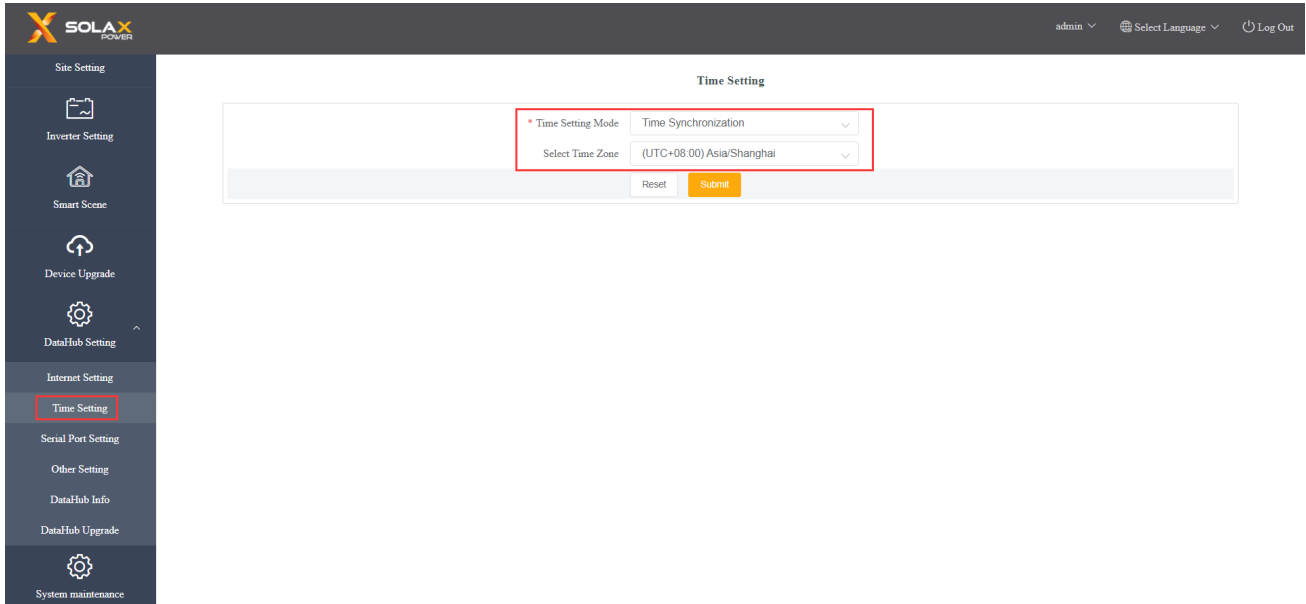 SOLAX
POWER
admin
Select Language
Log Out
Site Setting
Inverter Setting
Smart Scene
Device Upgrade
DataHub Setting
Internet Setting
Time Setting
Serial Port Setting
Other Setting
DataHub Info
DataHub Upgrade
System maintenance
Time Setting
* Time Setting Mode Time Synchronization
Select Time Zone (UTC+08:00) Asia/Shanghai
Reset Submit